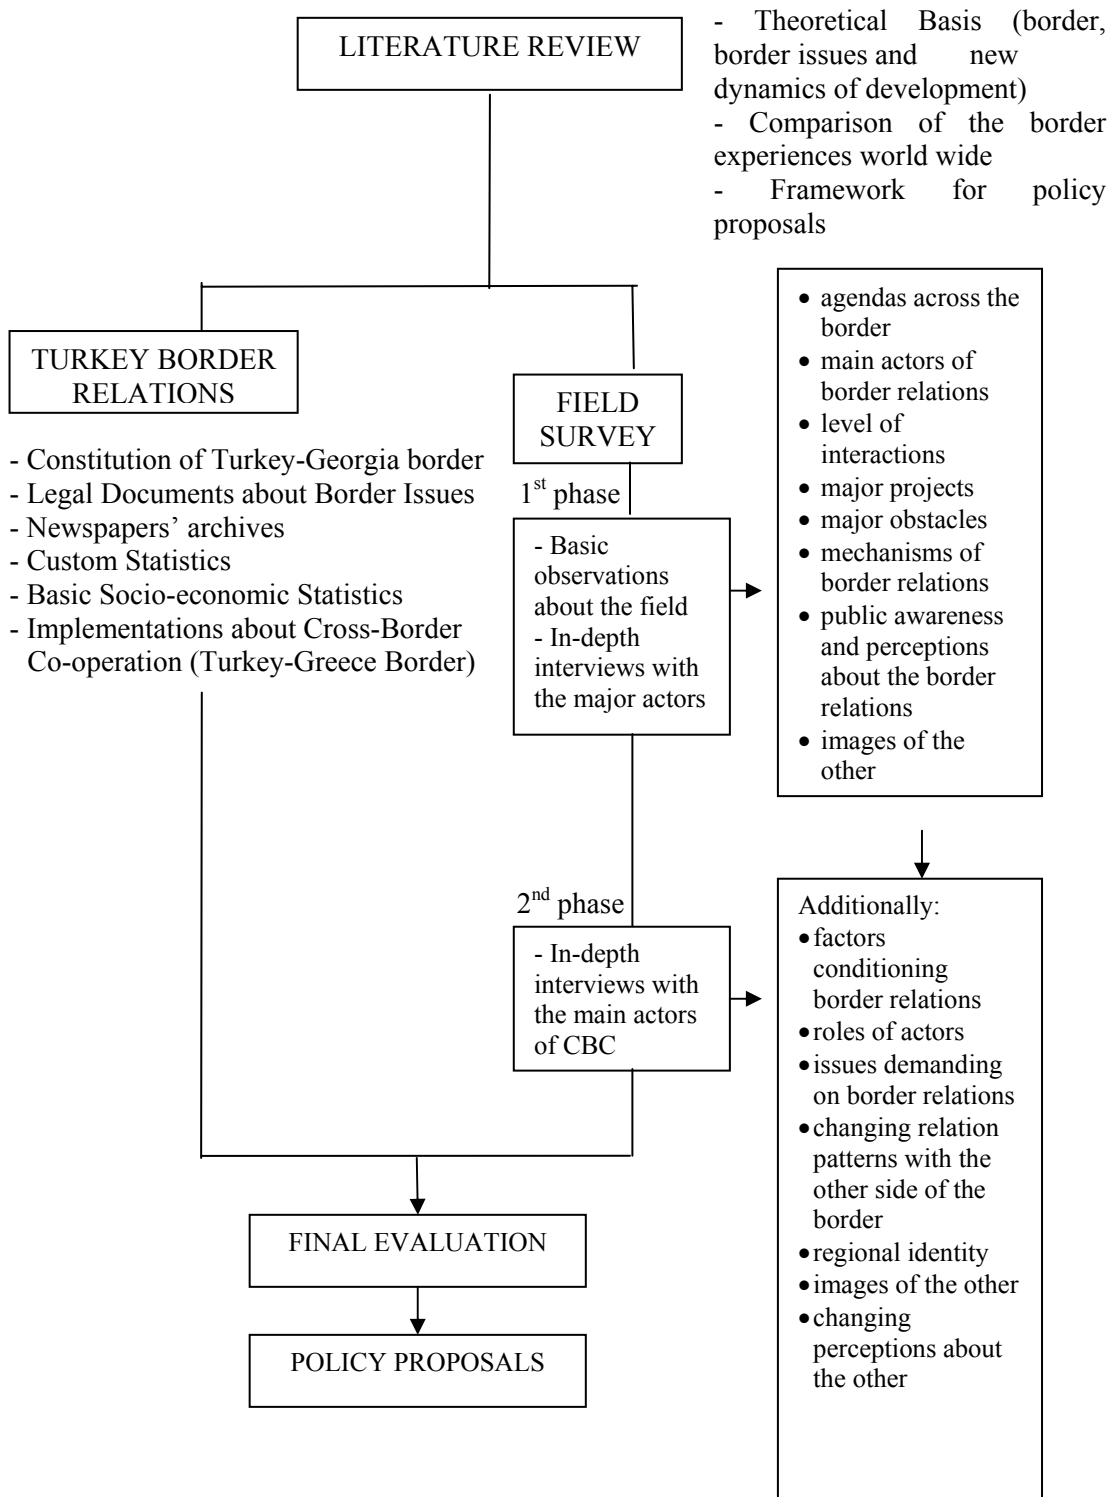 LITERATURE REVIEW
- Theoretical Basis (border,
border issues and new
dynamics of development)
- Comparison of the border
experiences world wide
- Framework for policy
proposals
TURKEY BORDER
RELATIONS
- Constitution of Turkey-Georgia border
- Legal Documents about Border Issues
- Newspapers’ archives
- Custom Statistics
- Basic Socio-economic Statistics
- Implementations about Cross-Border
Co-operation (Turkey-Greece Border)
FIELD
SURVEY
1st phase
- Basic
observations
about the field
- In-depth
interviews with
the major actors
• agendas across the
border
• main actors of
border relations
• level of
interactions
• major projects
• major obstacles
• mechanisms of
border relations
• public awareness
and perceptions
about the border
relations
• images of the
other
2nd phase
- In-depth
interviews with
the main actors
of CBC
Additionally:
• factors
conditioning
border relations
• roles of actors
• issues demanding
on border relations
• changing relation
patterns with the
other side of the
border
• regional identity
• images of the other
• changing
perceptions about
the other
FINAL EVALUATION
POLICY PROPOSALS